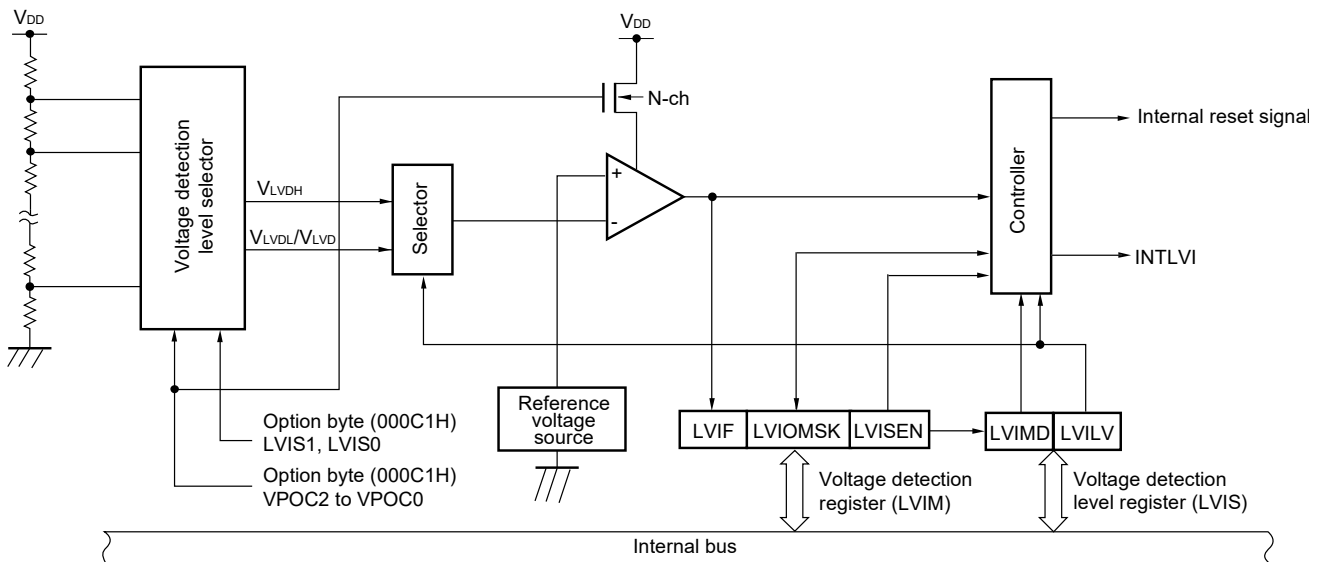 VDD
VDD
N-ch
Voltage detection
level selector
VLVDH
VLVDL/VLVD
Selector
+
-
Controller
Internal reset signal
INTLVI
Reference
voltage
source
Option byte (000C1H)
LVIS1, LVIS0
Option byte (000C1H)
VPOC2 to VPOC0
LVIF
LVIOMSK
LVISEN
LVIMD
LVILV
Voltage detection
register (LVIM)
Voltage detection
level register (LVIS)
Internal bus